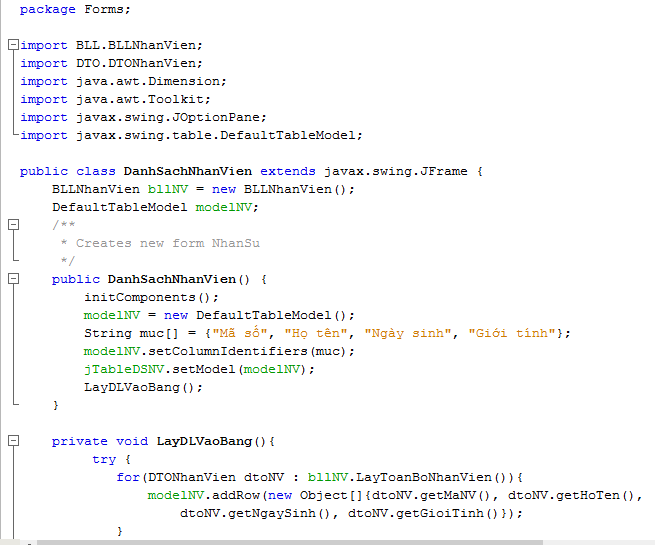 package Forms;
import BLL.BLLNhanVien;
import DTO.DTONhanVien;
import java.awt.Dimension;
import java.awt.Toolkit;
import javax.swing.JOptionPane;
import javax.swing.table.DefaultTableModel;
public class DanhSachNhanVien extends javax.swing.JFrame {
BLLNhanVien bllNV = new BLLNhanVien();
DefaultTableModel modelNV;
/**
* Creates new form NhanSu
*/
public DanhSachNhanVien() {
initComponents();
modelNV = new DefaultTableModel();
String muc[] = {"Mã số", "Họ tên", "Ngày sinh", "Giới tính"};
modelNV.setColumnIdentifiers(muc);
jTableDSNV.setModel(modelNV);
LayDLVaoBang();
}
private void LayDLVaoBang(){
try {
for(DTONhanVien dtoNV : bllNV.LayToanBoNhanVien()){
modelNV.addRow(new Object[]{dtoNV.getMaNV(), dtoNV.getHoTen(),
dtoNV.getNgaySinh(), dtoNV.getGioiTinh()});
}